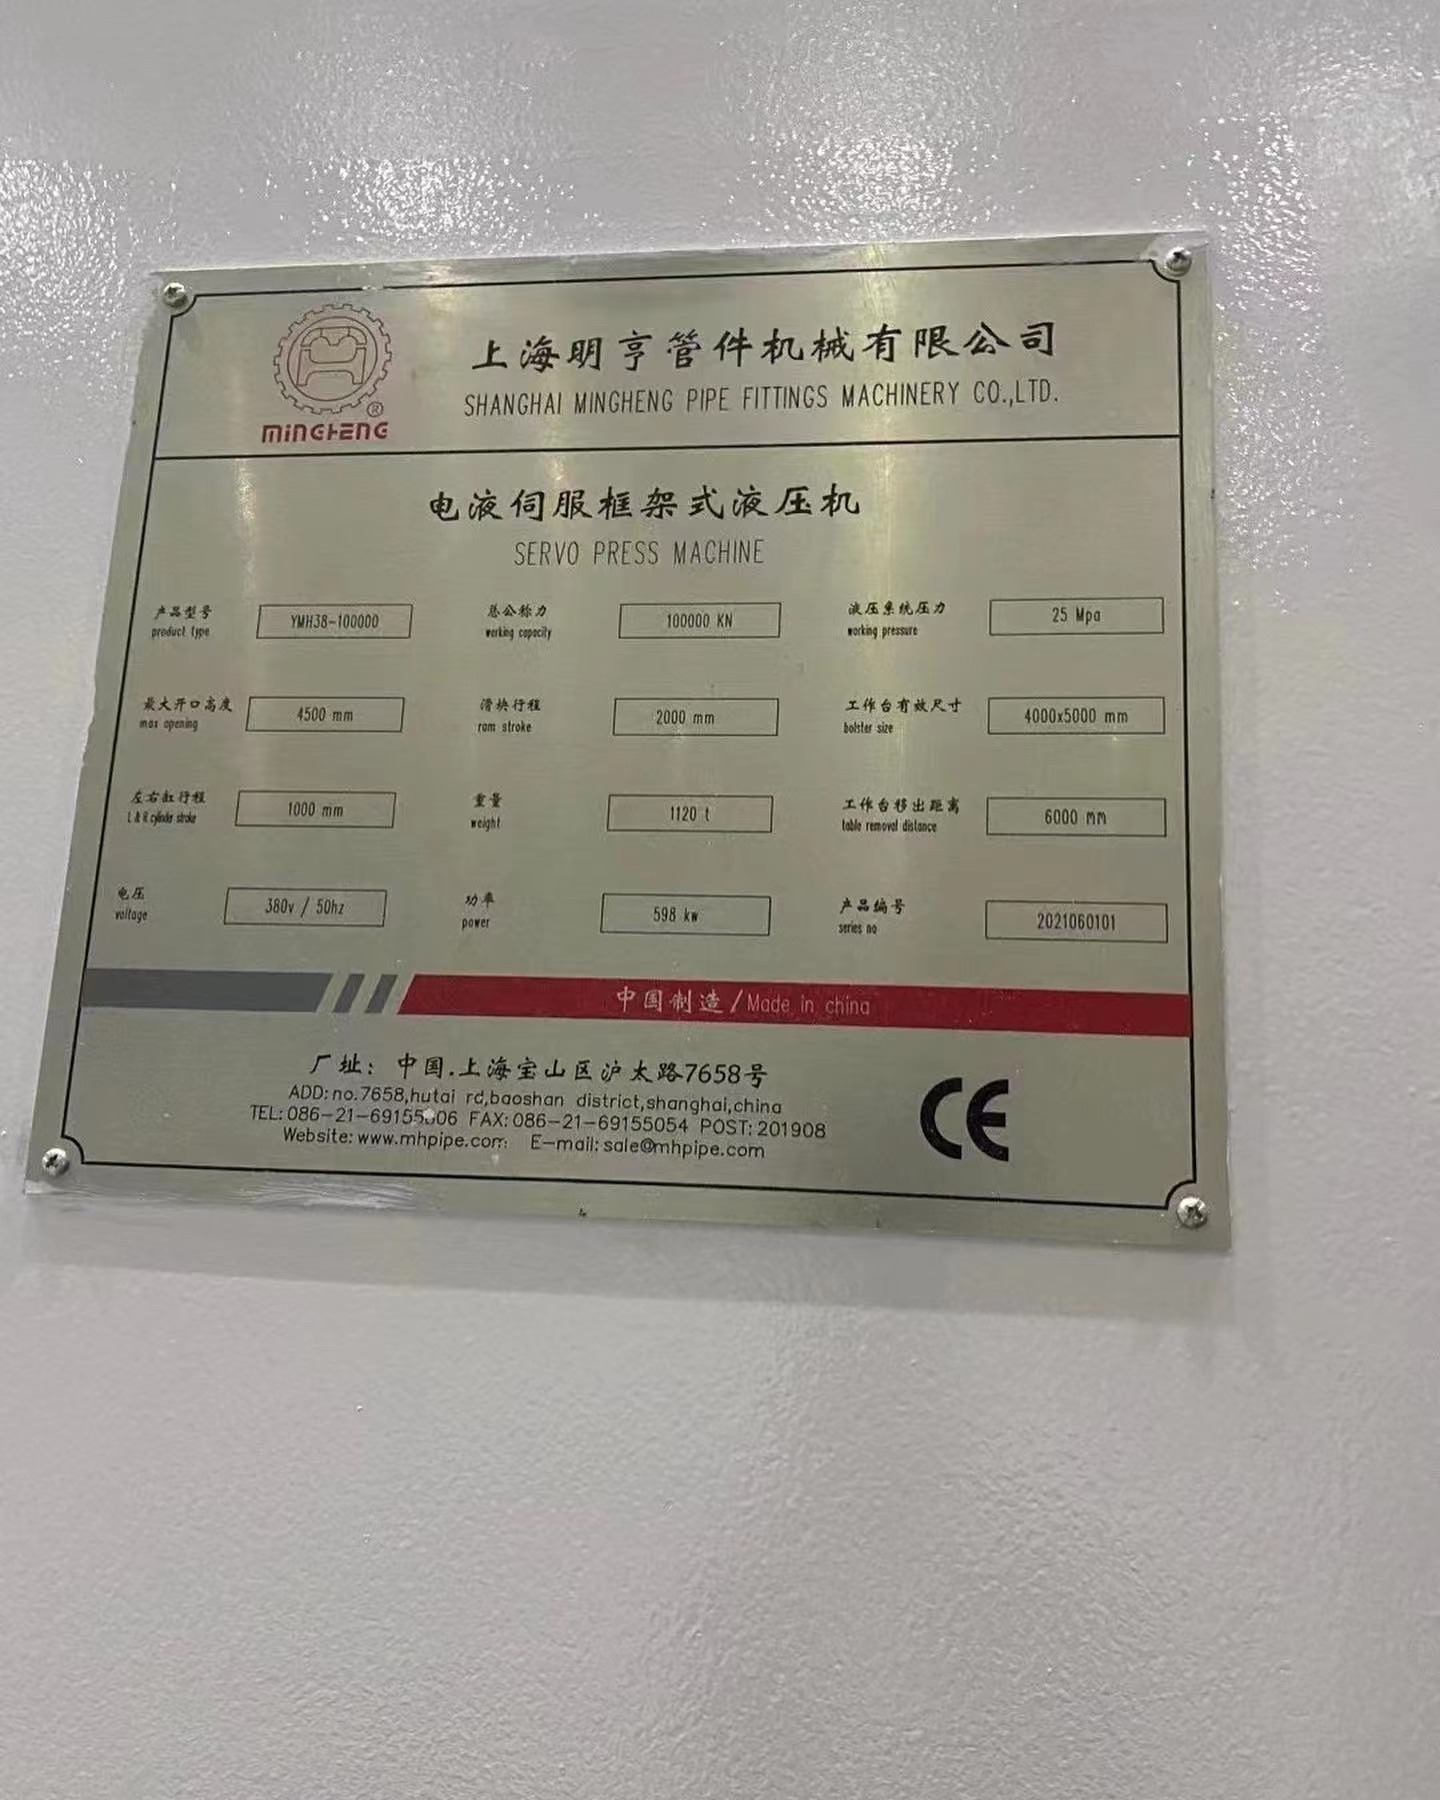 上海明亨管件机械有限公司
SHANGHAI MINGHENG PIPE FITTINGS MACHINERY CO.,LTD.
® MINGHENG
电液伺服框架式液压机
SERVO PRESS MACHINE
产品型号 YMH38-100000 总公称力 100000 KN 液压系统压力 25 Mpa
product type working capacity working pressure
最大开口高度 4500 mm 滑块行程 2000 mm 工作台有效尺寸 4000x5000 mm
max opening ram stroke bolster size
左右缸行程 1000 mm 重量 1120 t 工作台移出距离 6000 mm
L & R cylinder stroke weight table removal distance
电压 380v / 50hz 功率 598 kw 产品编号 2021060101
voltage power series no
中国制造/Made in china
厂址：中国.上海宝山区沪太路7658号
ADD:no.7658,hutai rd,baoshan district,shanghai,china
TEL:086-21- FAX:086-21-69155054 POST:201908
Website:www.mhpipe.com E-mail:sale@mhpipe.com
CE